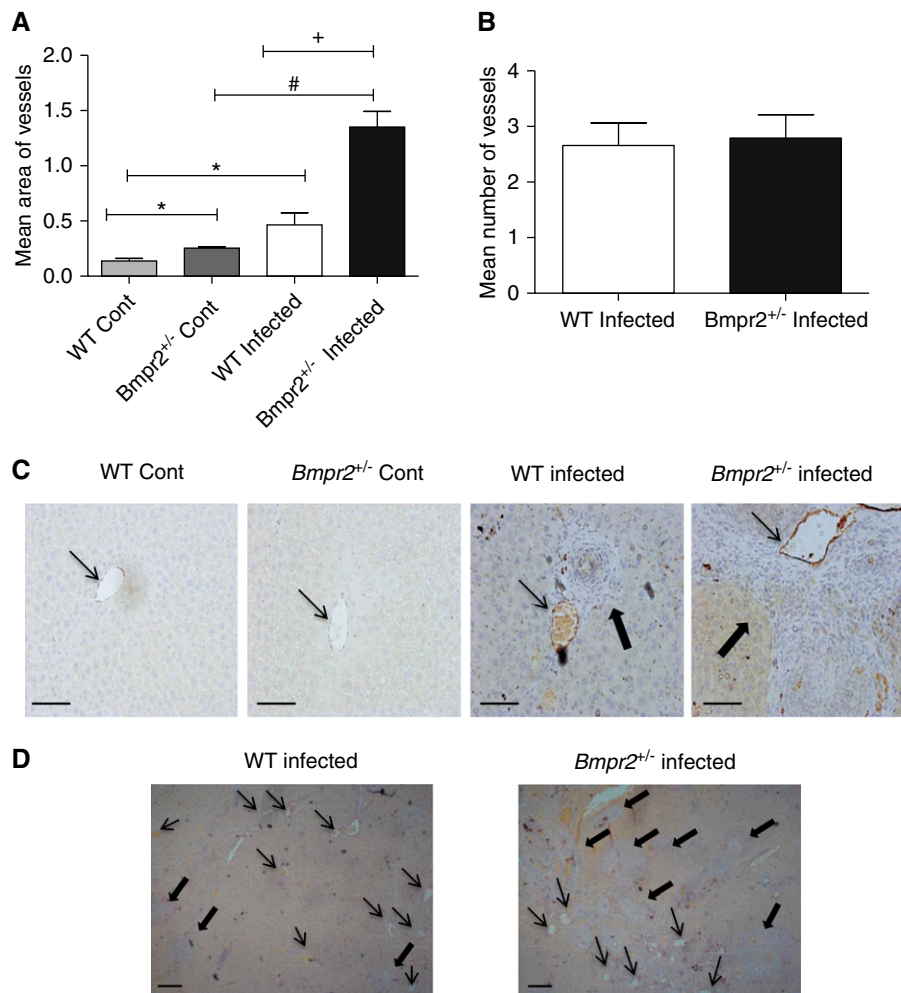 A
Mean area of vessels
2.0
1.5
1.0
0.5
0.0
+
#
*
*
WT Cont
Bmpr2+/- Cont
WT Infected
Bmpr2+/- Infected
B
Mean number of vessels
4
3
2
1
0
WT Infected
Bmpr2+/- Infected
C
WT Cont
Bmpr2+/- Cont
WT infected
Bmpr2+/- infected
D
WT infected
Bmpr2+/- infected